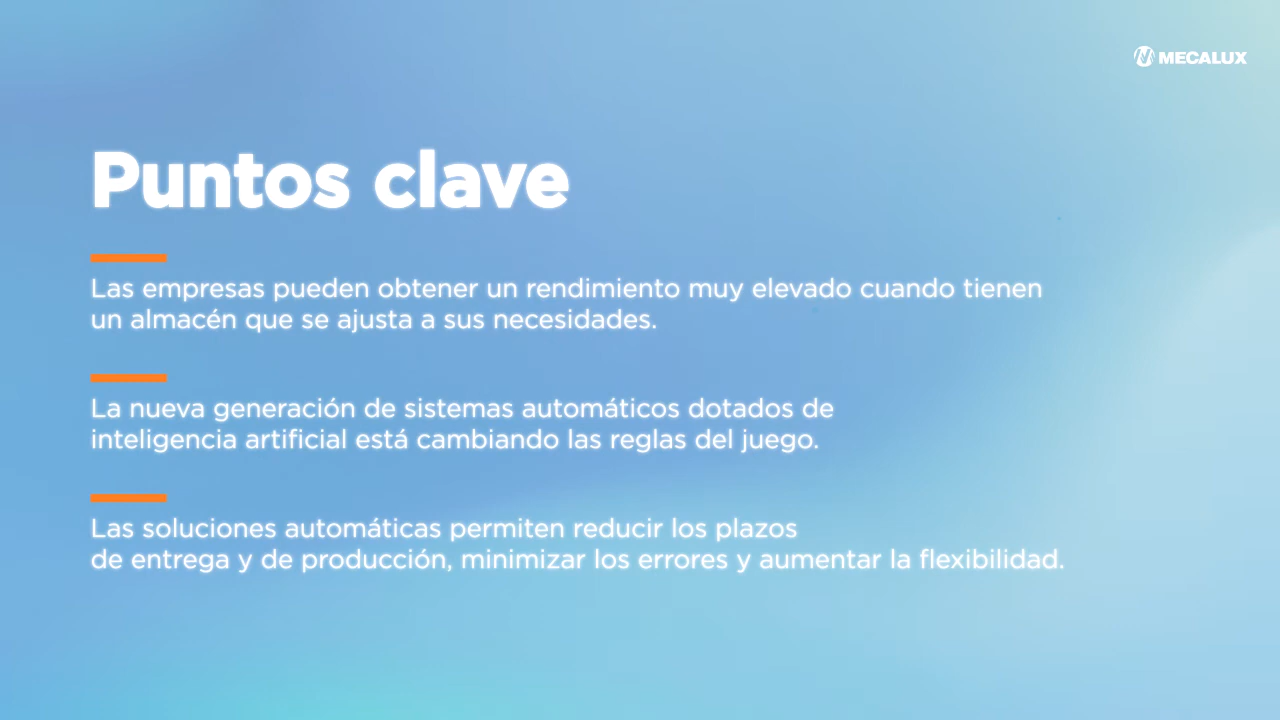 MECALUX
Puntos clave
Las empresas pueden obtener un rendimiento muy elevado cuando tienen
un almacén que se ajusta a sus necesidades.
La nueva generación de sistemas automáticos dotados de
inteligencia artificial está cambiando las reglas del juego.
Las soluciones automáticas permiten reducir los plazos
de entrega y de producción, minimizar los errores y aumentar la flexibilidad.